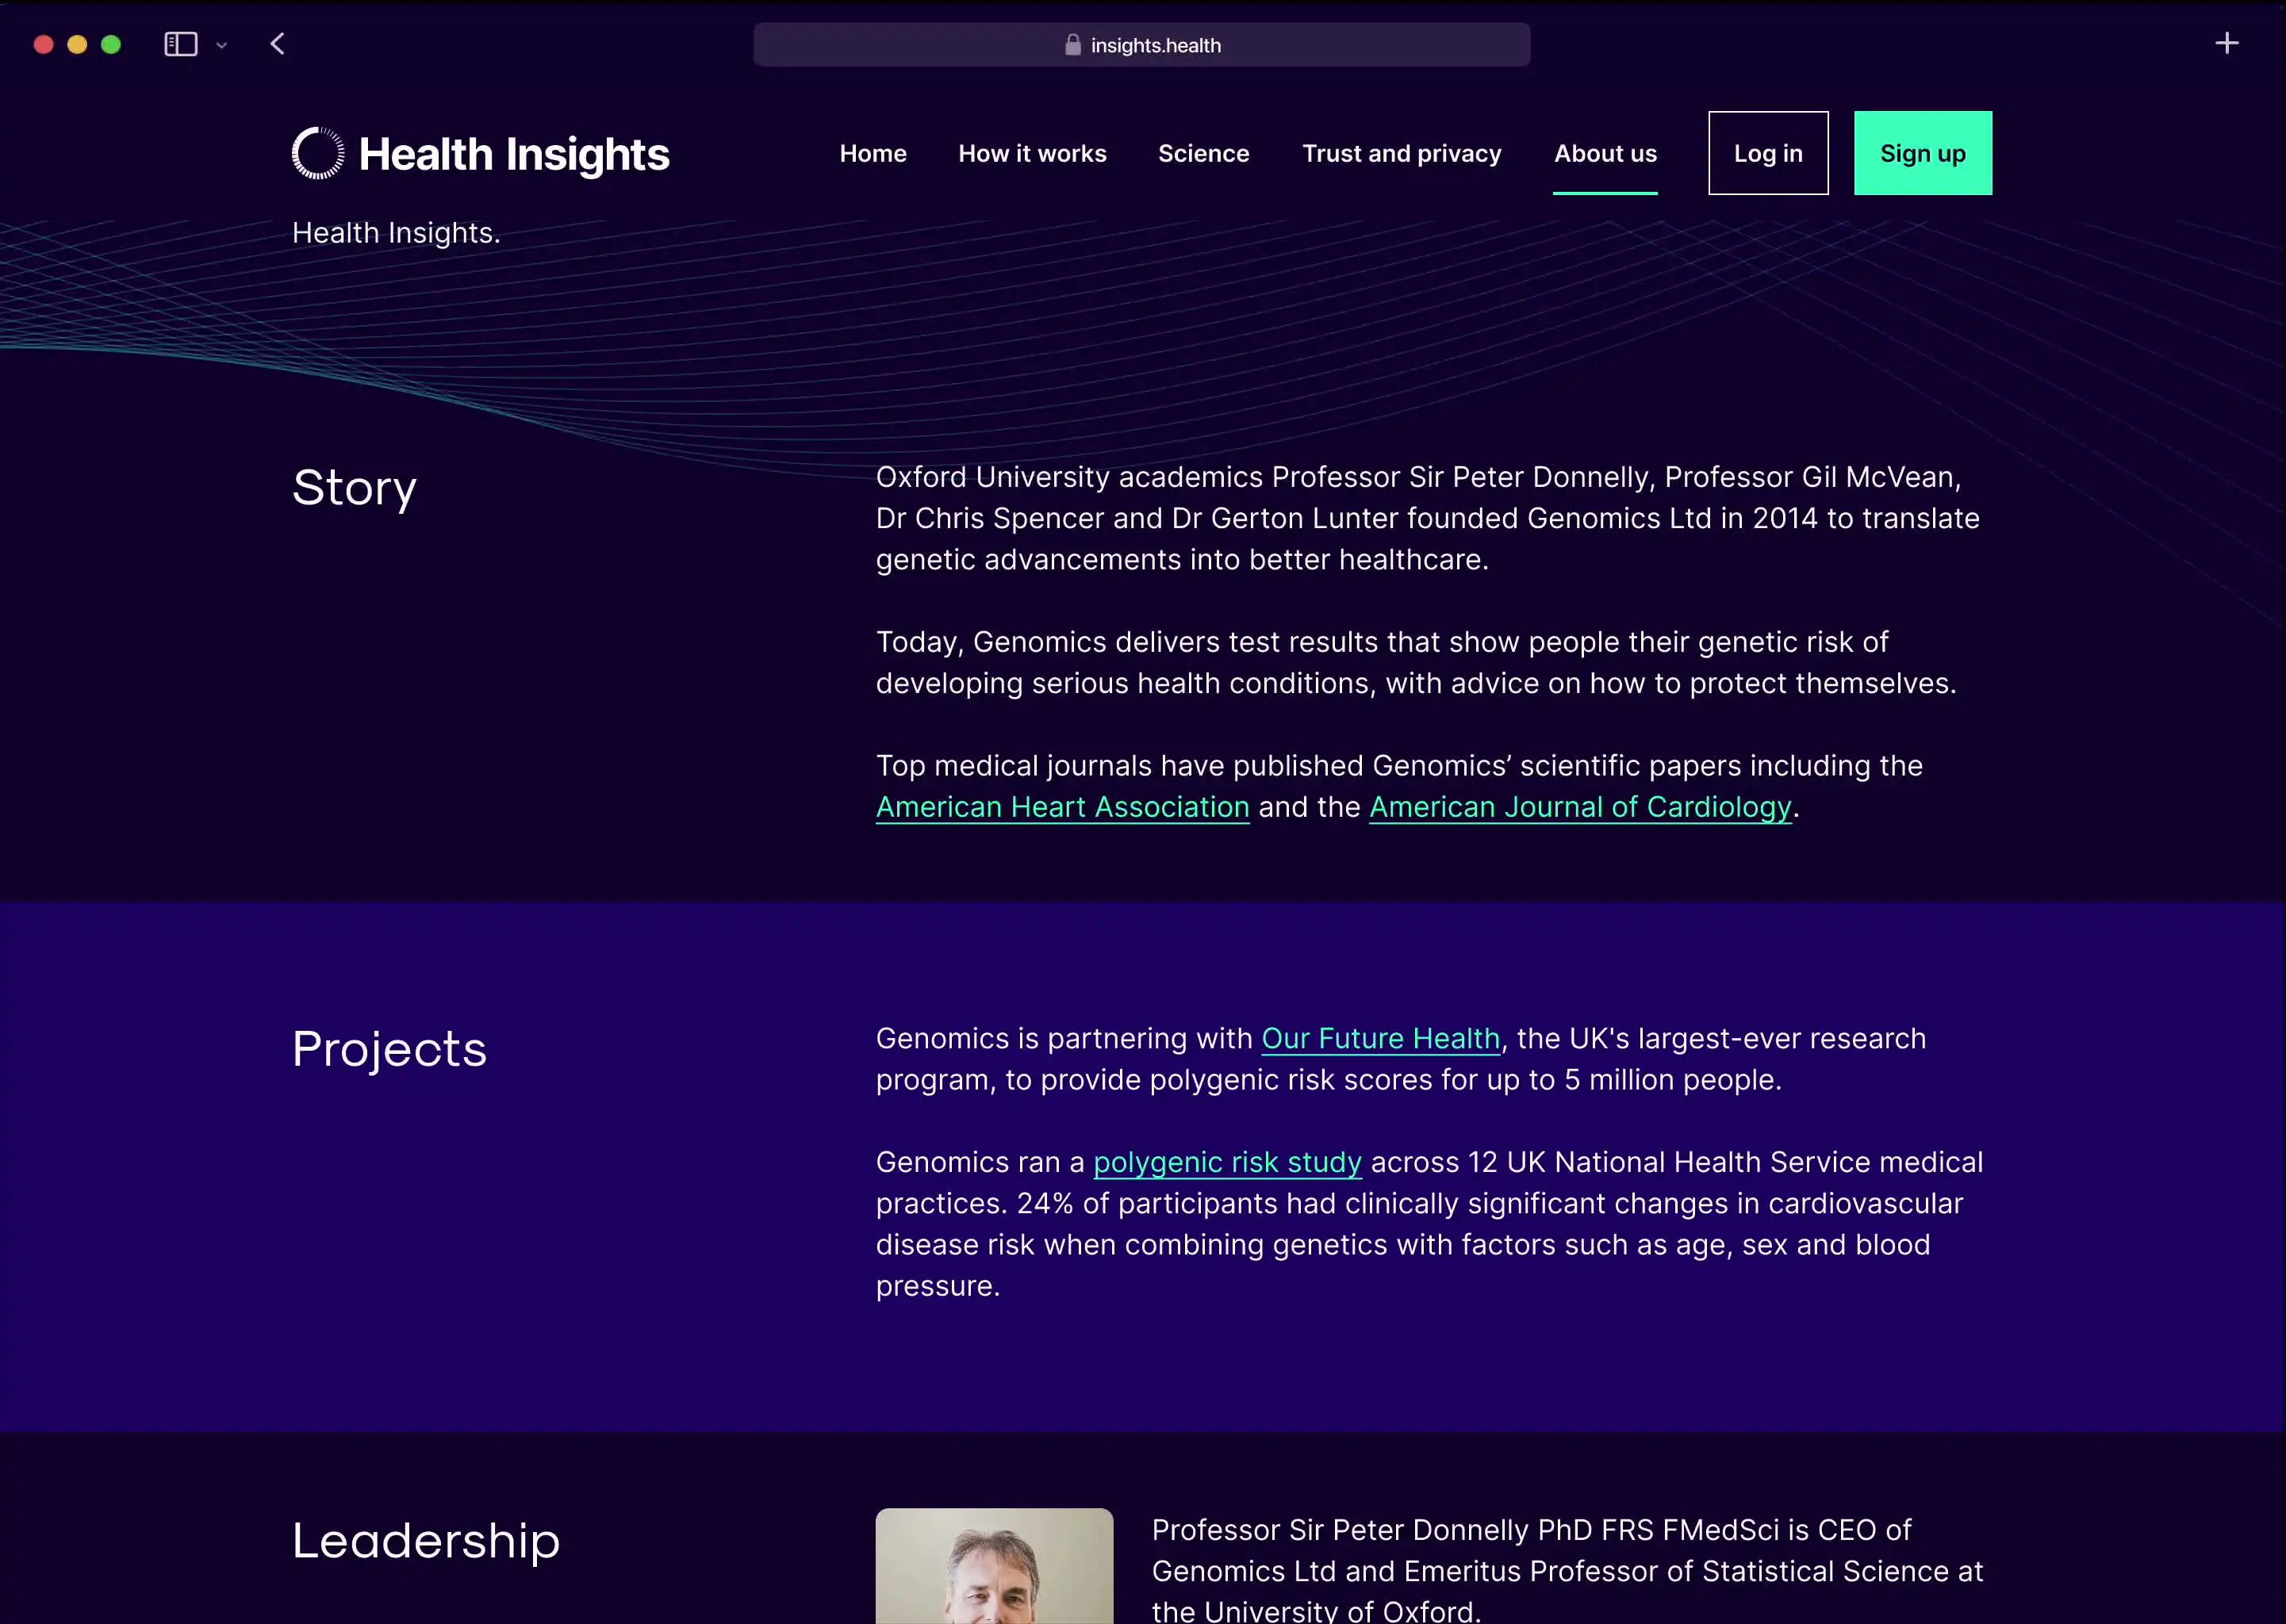 insights.health
Health Insights
Home
How it works
Science
Trust and privacy
About us
Log in
Sign up
Health Insights.
Story
Oxford University academics Professor Sir Peter Donnelly, Professor Gil McVean,
Dr Chris Spencer and Dr Gerton Lunter founded Genomics Ltd in 2014 to translate
genetic advancements into better healthcare.
Today, Genomics delivers test results that show people their genetic risk of
developing serious health conditions, with advice on how to protect themselves.
Top medical journals have published Genomics’ scientific papers including the
American Heart Association and the American Journal of Cardiology.
Projects
Genomics is partnering with Our Future Health, the UK's largest-ever research
program, to provide polygenic risk scores for up to 5 million people.
Genomics ran a polygenic risk study across 12 UK National Health Service medical
practices. 24% of participants had clinically significant changes in cardiovascular
disease risk when combining genetics with factors such as age, sex and blood
pressure.
Leadership
Professor Sir Peter Donnelly PhD FRS FMedSci is CEO of
Genomics Ltd and Emeritus Professor of Statistical Science at
the University of Oxford.